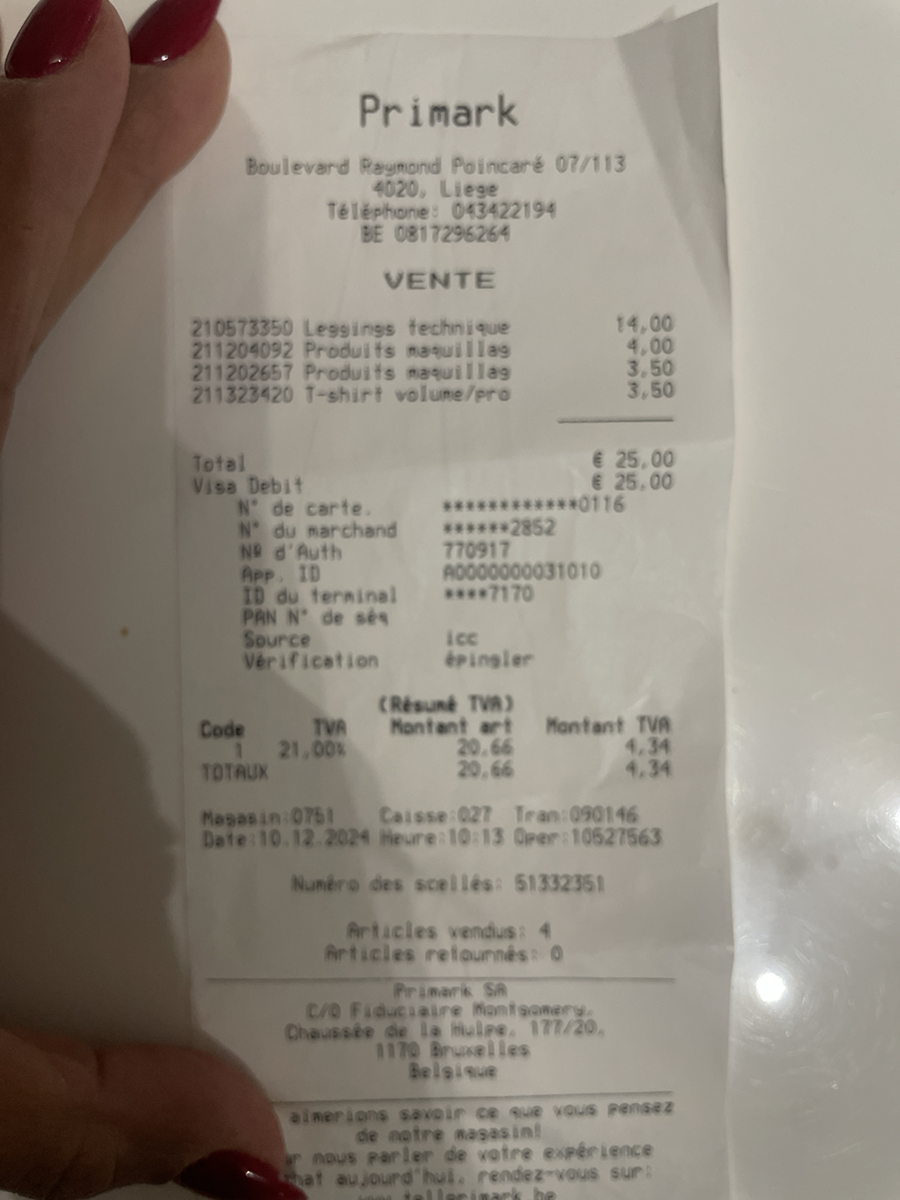 Primark
Boulevard Raymond Poincaré 07/113
4020, Liege
Téléphone: 043422194
BE 0817296264
VENTE
210573350 Leggings technique 14,00
211204092 Produits maquillag 4,00
211202657 Produits maquillag 3,50
211323420 T-shirt volume/pro 3,50
Total € 25,00
Visa Debit € 25,00
N° de carte. ************0116
N° du marchand ******2852
Nº d'Auth 770917
App. ID A0000000031010
ID du terminal ****7170
PAN N° de séq
Source icc
Vérification épingler
(Résumé TVA)
Code TVA Montant art Montant TVA
1 21,00% 20,66 4,34
TOTAUX 20,66 4,34
Magasin:0751 Caisse:027 Tran:090146
Date:10.12.2024 Heure:10:13 Oper:10527563
Numéro des scellés: 51332351
Articles vendus: 4
Articles retournés: 0
Primark SA
C/O Fiduciaire Montgomery,
Chaussée de la Hulpe, 177/20,
1170 Bruxelles
Belgique
aimerions savoir ce que vous pensez
de notre magasin!
nous parler de votre expérience
aujourd'hui, rendez-vous sur: